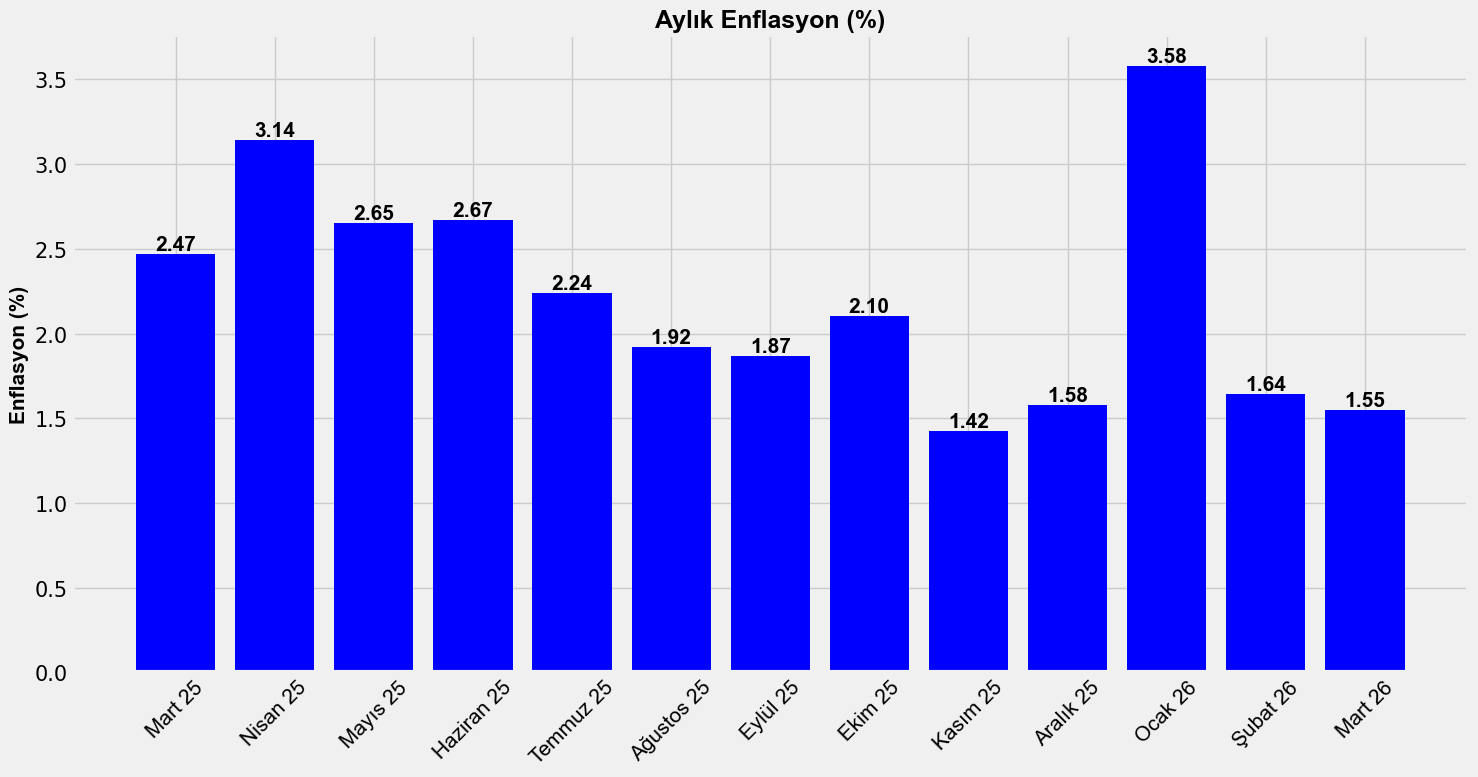 Aylık Enflasyon (%)
Enflasyon (%)
3.5
3.0
2.5
2.0
1.5
1.0
0.5
0.0
2.47
3.14
2.65
2.67
2.24
1.92
1.87
2.10
1.42
1.58
3.58
1.64
1.55
Mart 25
Nisan 25
Mayıs 25
Haziran 25
Temmuz 25
Ağustos 25
Eylül 25
Ekim 25
Kasım 25
Aralık 25
Ocak 26
Şubat 26
Mart 26